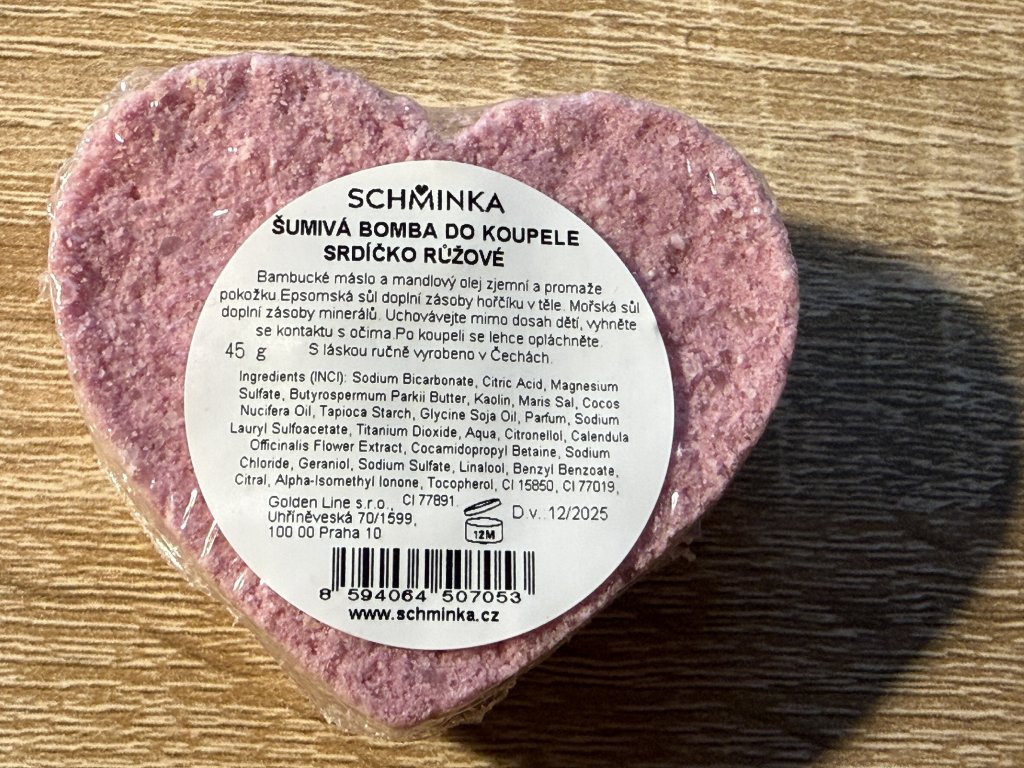 SCHMINKA
ŠUMIVÁ BOMBA DO KOUPELE
SRDÍČKO RŮŽOVÉ
Bambucké máslo a mandlový olej zjemní a promaže
pokožku.Epsomská sůl doplní zásoby hořčíku v těle. Mořská sůl
doplní zásoby minerálů. Uchovávejte mimo dosah dětí, vyhněte
se kontaktu s očima.Po koupeli se lehce opláchněte.
45 g S láskou ručně vyrobeno v Čechách.
Ingredients (INCI): Sodium Bicarbonate, Citric Acid, Magnesium
Sulfate, Butyrospermum Parkii Butter, Kaolin, Maris Sal, Cocos
Nucifera Oil, Tapioca Starch, Glycine Soja Oil, Parfum, Sodium
Lauryl Sulfoacetate, Titanium Dioxide, Aqua, Citronellol, Calendula
Officinalis Flower Extract, Cocamidopropyl Betaine, Sodium
Chloride, Geraniol, Sodium Sulfate, Linalool, Benzyl Benzoate,
Citral, Alpha-Isomethyl Ionone, Tocopherol, CI 15850, CI 77019,
CI 77891.
Golden Line s.r.o.,
Uhříněveská 70/1599,
100 00 Praha 10
12M
D.v. 12/2025
8 594064 507053
www.schminka.cz